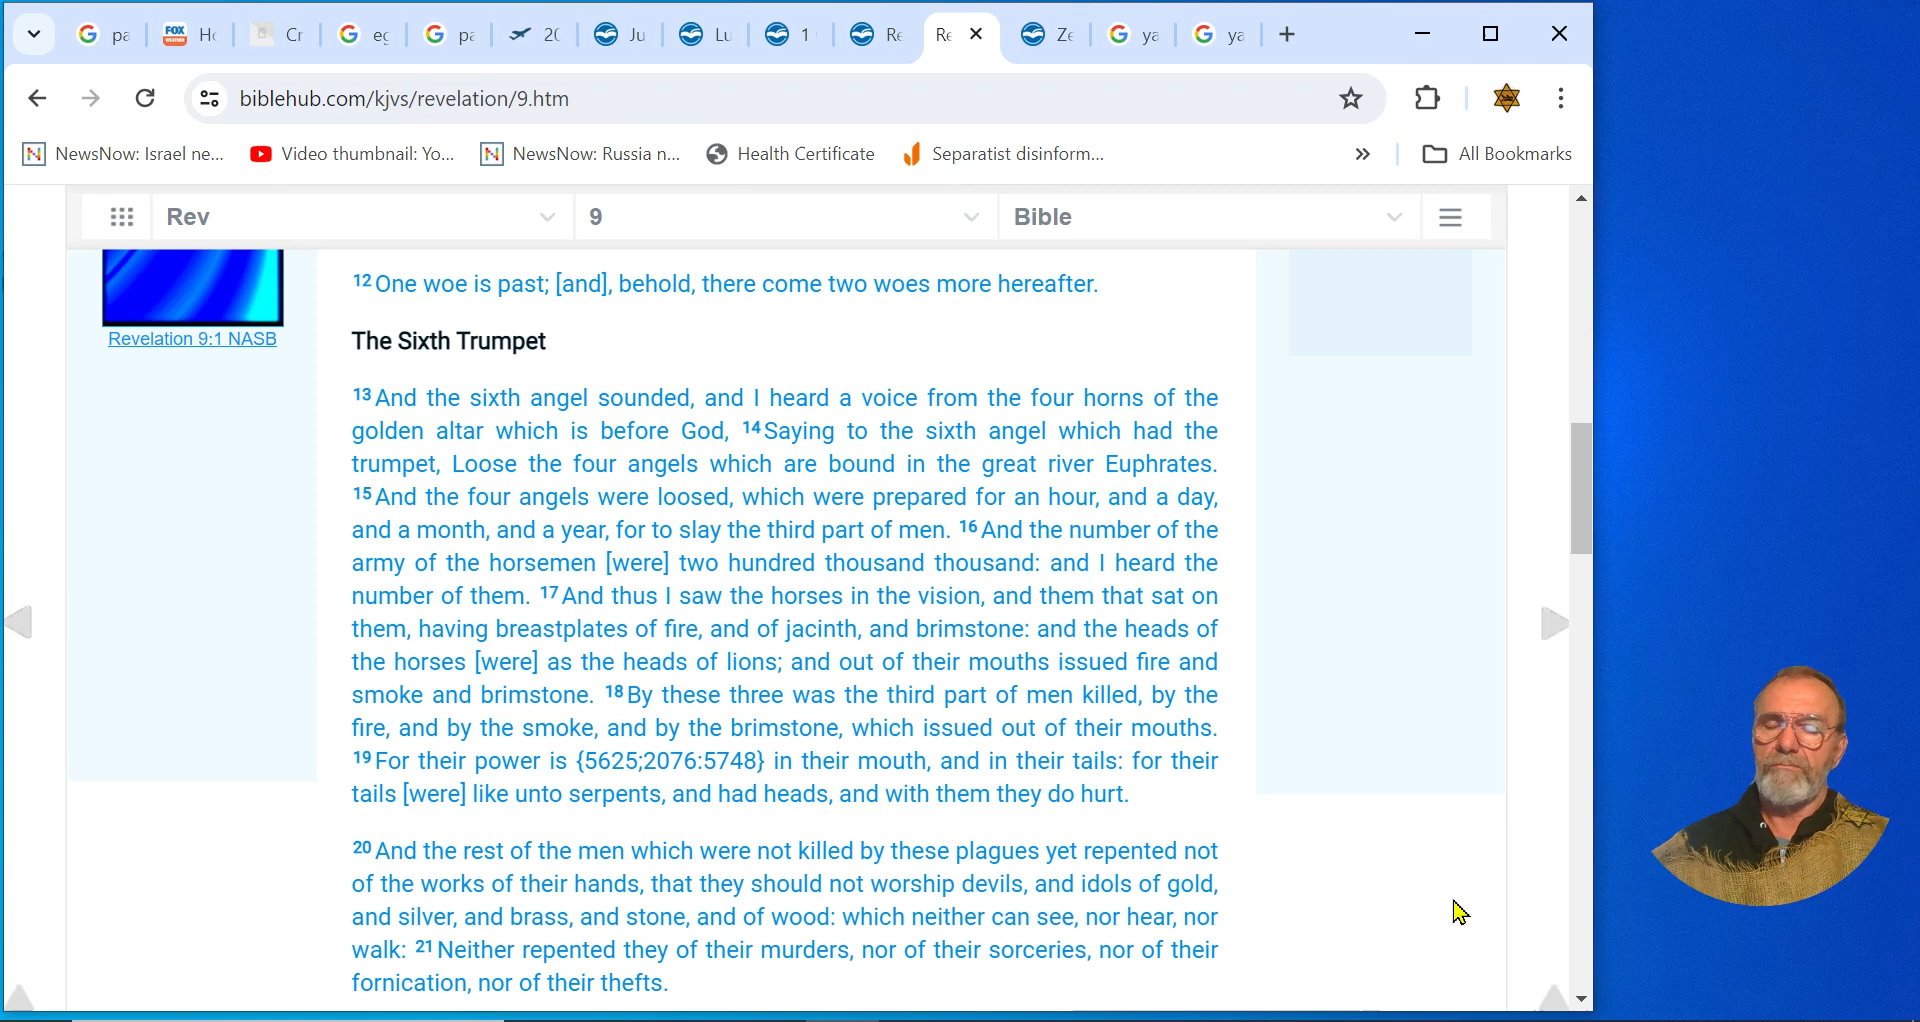 pa
Ho
Cr
eg
pa
20
Ju
Lu
1
Re
Re
Ze
ya
ya
biblehub.com/kjvs/revelation/9.htm
NewsNow: Israel ne...
Video thumbnail: Yo...
NewsNow: Russia n...
Health Certificate
Separatist disinform...
All Bookmarks
Rev
9
Bible
Revelation 9:1 NASB
12 One woe is past; [and], behold, there come two woes more hereafter.
The Sixth Trumpet
13 And the sixth angel sounded, and I heard a voice from the four horns of the
golden altar which is before God, 14 Saying to the sixth angel which had the
trumpet, Loose the four angels which are bound in the great river Euphrates.
15 And the four angels were loosed, which were prepared for an hour, and a day,
and a month, and a year, for to slay the third part of men. 16 And the number of the
army of the horsemen [were] two hundred thousand thousand: and I heard the
number of them. 17 And thus I saw the horses in the vision, and them that sat on
them, having breastplates of fire, and of jacinth, and brimstone: and the heads of
the horses [were] as the heads of lions; and out of their mouths issued fire and
smoke and brimstone. 18 By these three was the third part of men killed, by the
fire, and by the smoke, and by the brimstone, which issued out of their mouths.
19 For their power is {5625;2076:5748} in their mouth, and in their tails: for their
tails [were] like unto serpents, and had heads, and with them they do hurt.
20 And the rest of the men which were not killed by these plagues yet repented not
of the works of their hands, that they should not worship devils, and idols of gold,
and silver, and brass, and stone, and of wood: which neither can see, nor hear, nor
walk: 21 Neither repented they of their murders, nor of their sorceries, nor of their
fornication, nor of their thefts.